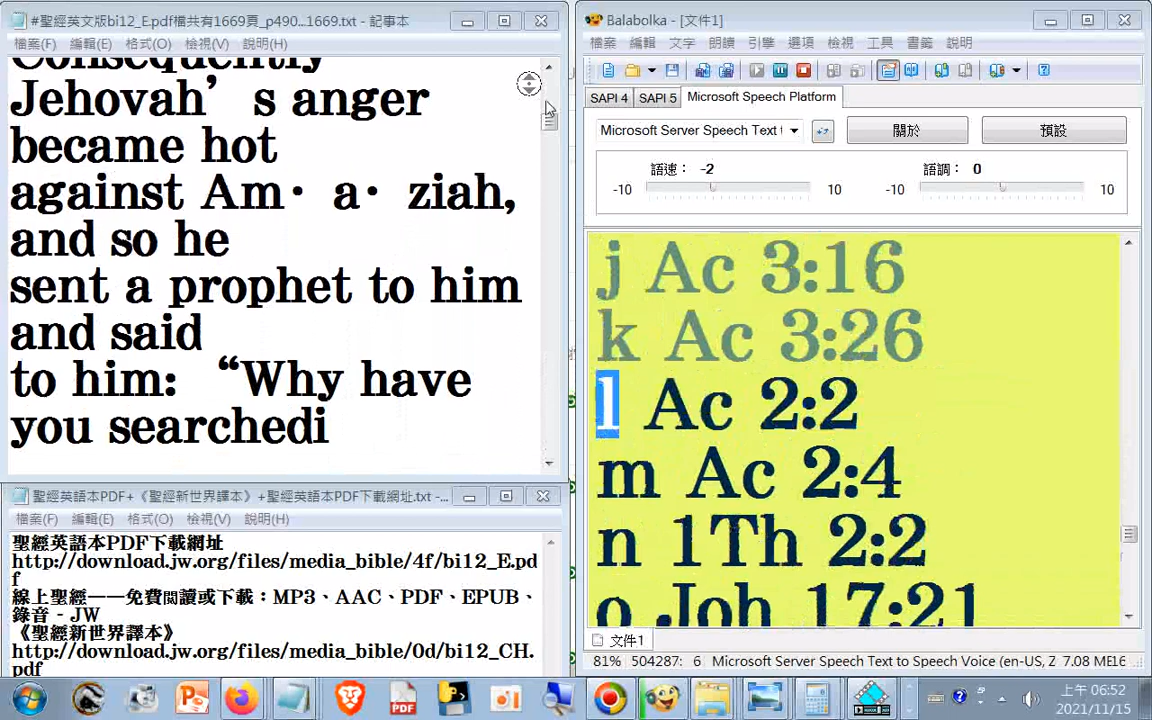 #聖經英文版bi12_E.pdf檔共有1669頁_p490...1669.txt - 記事本
檔案(F) 編輯(E) 格式(O) 檢視(V) 說明(H)
Consequently
Jehovah’s anger
became hot
against Am·a·ziah,
and so he
sent a prophet to him
and said
to him: “Why have
you searchedi
聖經英語本PDF+《聖經新世界譯本》+聖經英語本PDF下載網址.txt - ...
檔案(F) 編輯(E) 格式(O) 檢視(V) 說明(H)
聖經英語本PDF下載網址
http://download.jw.org/files/media_bible/4f/bi12_E.pd
f
線上聖經——免費閱讀或下載：MP3、AAC、PDF、EPUB、
錄音 - JW
《聖經新世界譯本》
http://download.jw.org/files/media_bible/0d/bi12_CH.
pdf
Balabolka - [文件1]
檔案 編輯 文字 朗讀 引擎 選項 檢視 工具 書籤 說明
SAPI 4 SAPI 5 Microsoft Speech Platform
Microsoft Server Speech Text t 關於 預設
語速： -2 語調： 0
-10 10 -10 10
j Ac 3:16
k Ac 3:26
l Ac 2:2
m Ac 2:4
n 1Th 2:2
o Joh 17:21
文件1
81% 504287: 6 Microsoft Server Speech Text to Speech Voice (en-US, Z 7.08 ME16
PDF
上午 06:52
2021/11/15